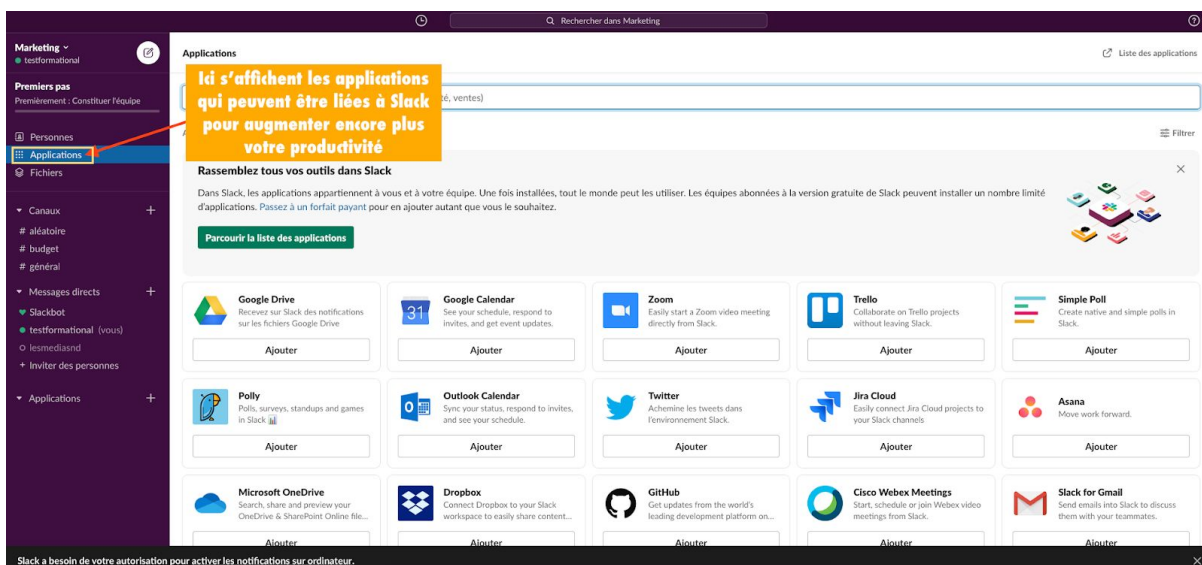 Rechercher dans Marketing
Marketing
testformational
Premiers pas
Premièrement : Constituer l'équipe
Personnes
Applications
Fichiers
Canaux
# aléatoire
# budget
# général
Messages directs
Slackbot
testformational (vous)
lesmediasnd
+ Inviter des personnes
Applications
Applications
Liste des applications
Ici s'affichent les applications
qui peuvent être liées à Slack
pour augmenter encore plus
votre productivité
ventes)
Filtrer
Rassemblez tous vos outils dans Slack
Dans Slack, les applications appartiennent à vous et à votre équipe. Une fois installées, tout le monde peut les utiliser. Les équipes abonnées à la version gratuite de Slack peuvent installer un nombre limité
d'applications. Passez à un forfait payant pour en ajouter autant que vous le souhaitez.
Parcourir la liste des applications
Google Drive
Recevez sur Slack des notifications
sur les fichiers Google Drive
Ajouter
Google Calendar
See your schedule, respond to
invites, and get event updates.
Ajouter
Zoom
Easily start a Zoom video meeting
directly from Slack.
Ajouter
Trello
Collaborate on Trello projects
without leaving Slack.
Ajouter
Simple Poll
Create native and simple polls in
Slack.
Ajouter
Polly
Polls, surveys, standups and games
in Slack
Ajouter
Outlook Calendar
Sync your status, respond to invites,
and see your schedule.
Ajouter
Twitter
Achemine les tweets dans
l'environnement Slack.
Ajouter
Jira Cloud
Easily connect Jira Cloud projects to
your Slack channels
Ajouter
Asana
Move work forward.
Ajouter
Microsoft OneDrive
Search, share and preview your
OneDrive & SharePoint Online file...
Ajouter
Dropbox
Connect Dropbox to your Slack
workspace to easily share content...
Ajouter
GitHub
Get updates from the world's
leading development platform on...
Ajouter
Cisco Webex Meetings
Start, schedule or join Webex video
meetings from Slack.
Ajouter
Slack for Gmail
Send emails into Slack to discuss
them with your teammates.
Ajouter
Slack a besoin de votre autorisation pour activer les notifications sur ordinateur.
31